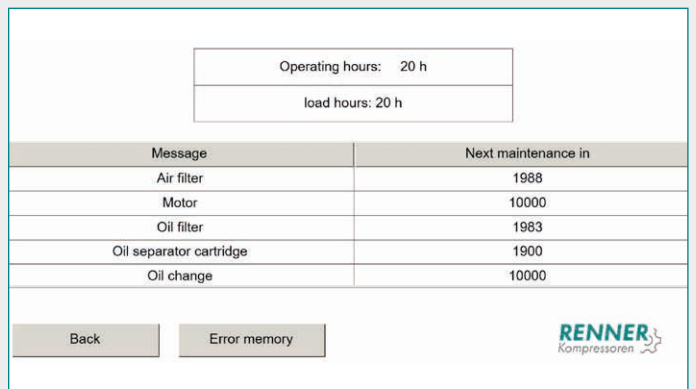 Operating hours: 20 h
load hours: 20 h
Message Next maintenance in
Air filter 1988
Motor 10000
Oil filter 1983
Oil separator cartridge 1900
Oil change 10000
Back Error memory RENNER
Kompressoren